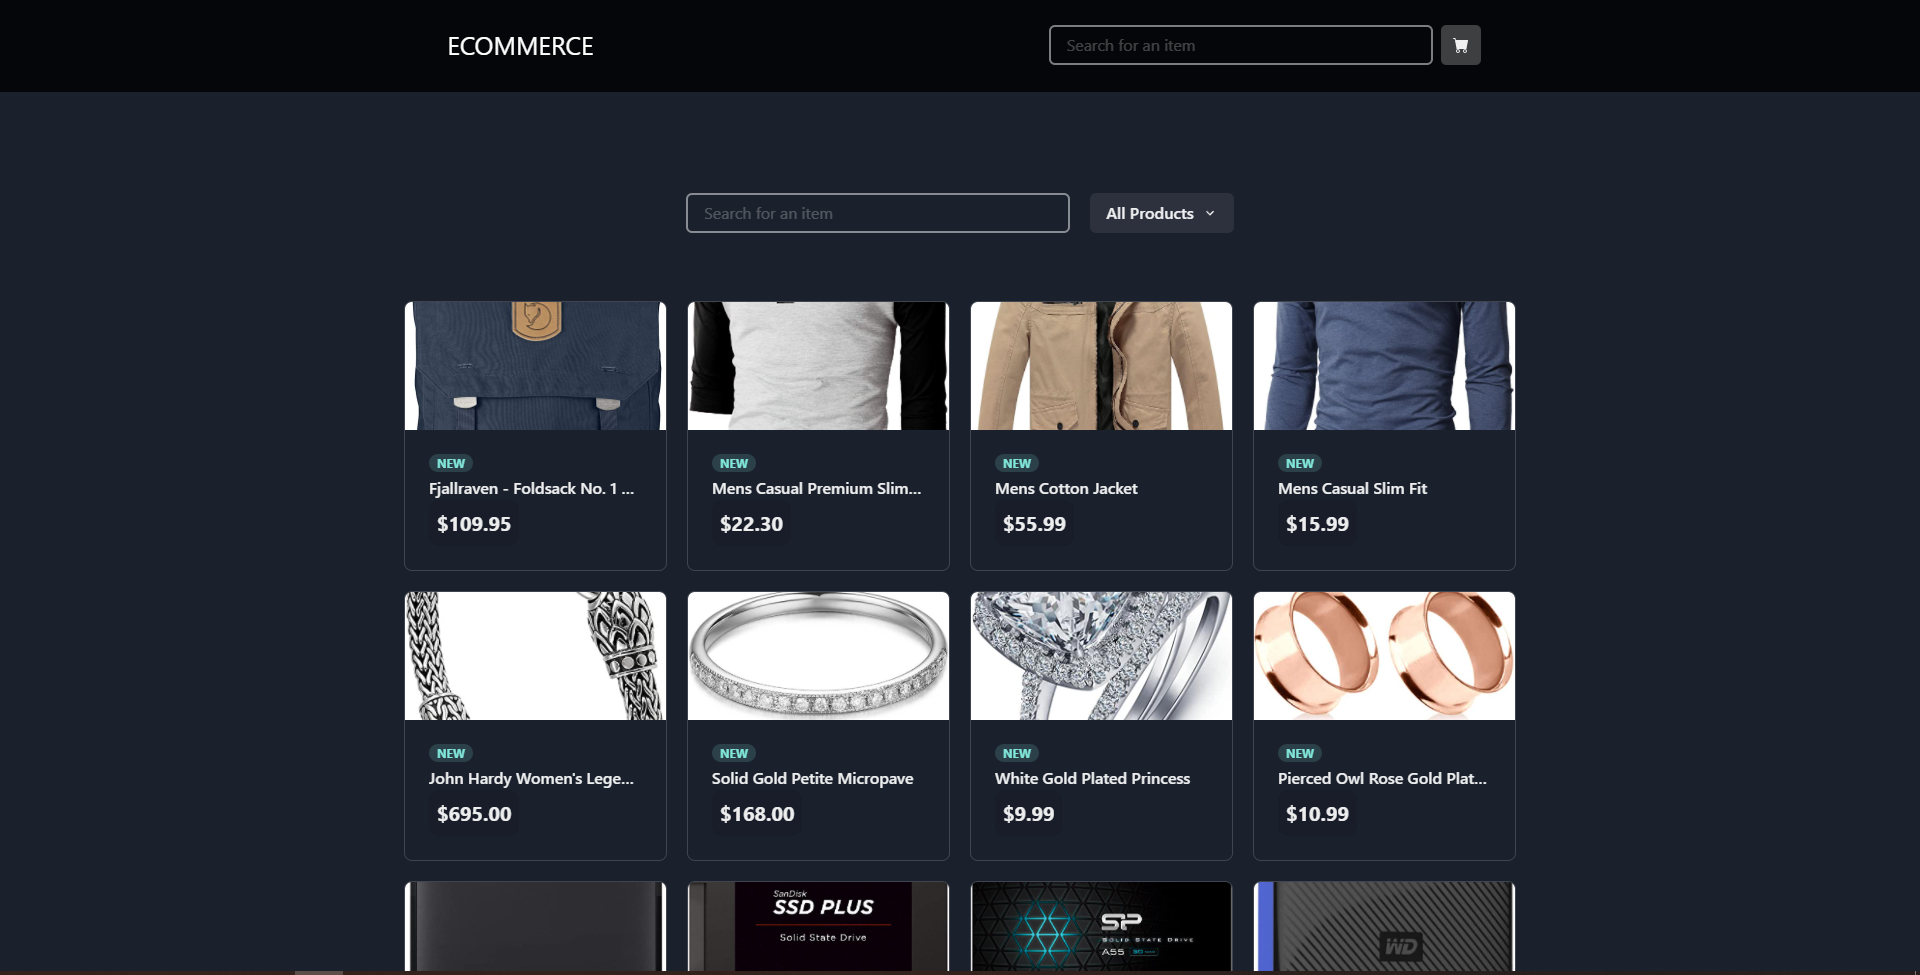 ECOMMERCE
Search for an item
Search for an item
All Products
NEW
Fjallraven - Foldsack No. 1 ...
$109.95
NEW
Mens Casual Premium Slim...
$22.30
NEW
Mens Cotton Jacket
$55.99
NEW
Mens Casual Slim Fit
$15.99
NEW
John Hardy Women's Lege...
$695.00
NEW
Solid Gold Petite Micropave
$168.00
NEW
White Gold Plated Princess
$9.99
NEW
Pierced Owl Rose Gold Plat...
$10.99
SanDisk
SSD PLUS
Solid State Drive
SP
SOLID STATE DRIVE
A55
WD